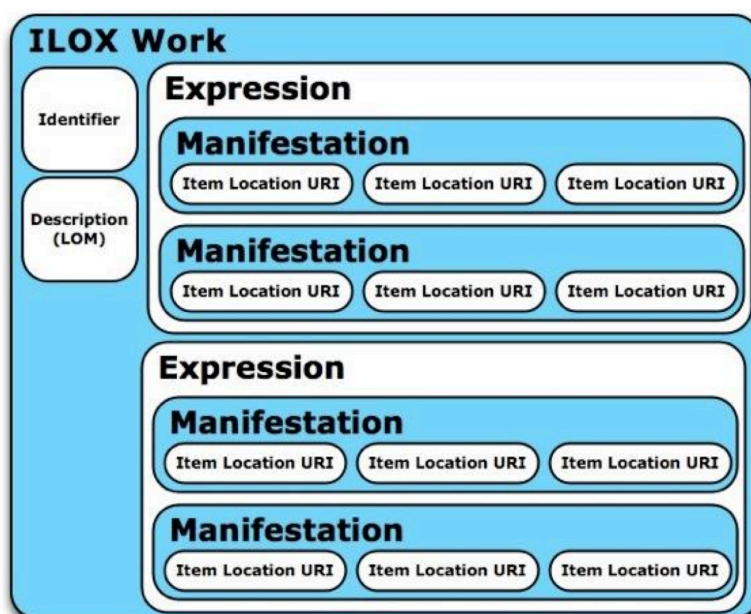 ILOX Work
Identifier
Description
(LOM)
Expression
Manifestation
Item Location URI Item Location URI Item Location URI
Manifestation
Item Location URI Item Location URI Item Location URI
Expression
Manifestation
Item Location URI Item Location URI Item Location URI
Manifestation
Item Location URI Item Location URI Item Location URI